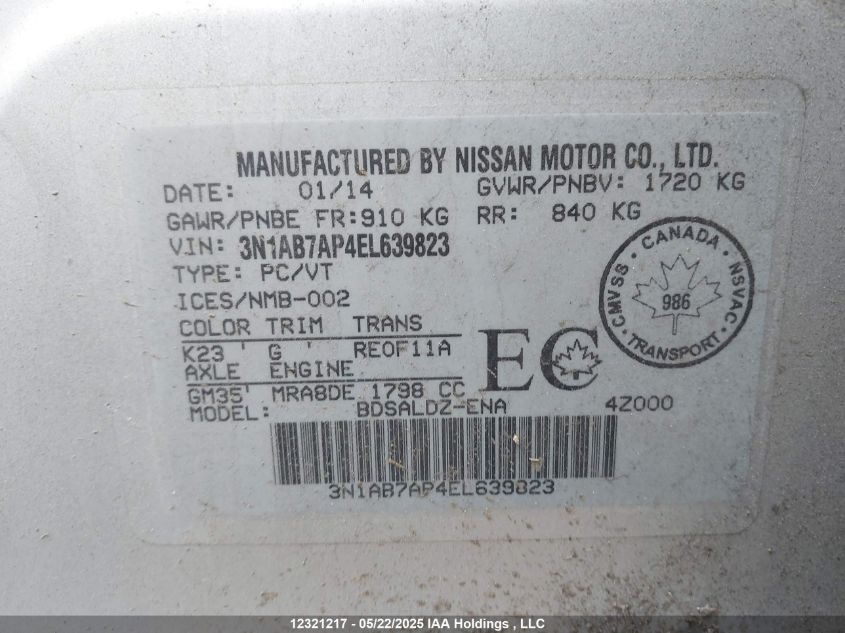 MANUFACTURED BY NISSAN MOTOR CO., LTD.
DATE: 01/14 GVWR/PNBV: 1720 KG
GAWR/PNBE FR:910 KG RR: 840 KG
VIN: 3N1AB7AP4EL639823
TYPE: PC/VT
ICES/NMB-002
COLOR TRIM TRANS
K23 ' G ' RE0F11A
AXLE ENGINE
GM35' MRA8DE 1798 CC
MODEL: BDSALDZ-ENA 4Z000
EC
CANADA
CMVSS 986 NSVAC
TRANSPORT
3N1AB7AP4EL639823
12321217 - 05/22/2025 IAA Holdings , LLC